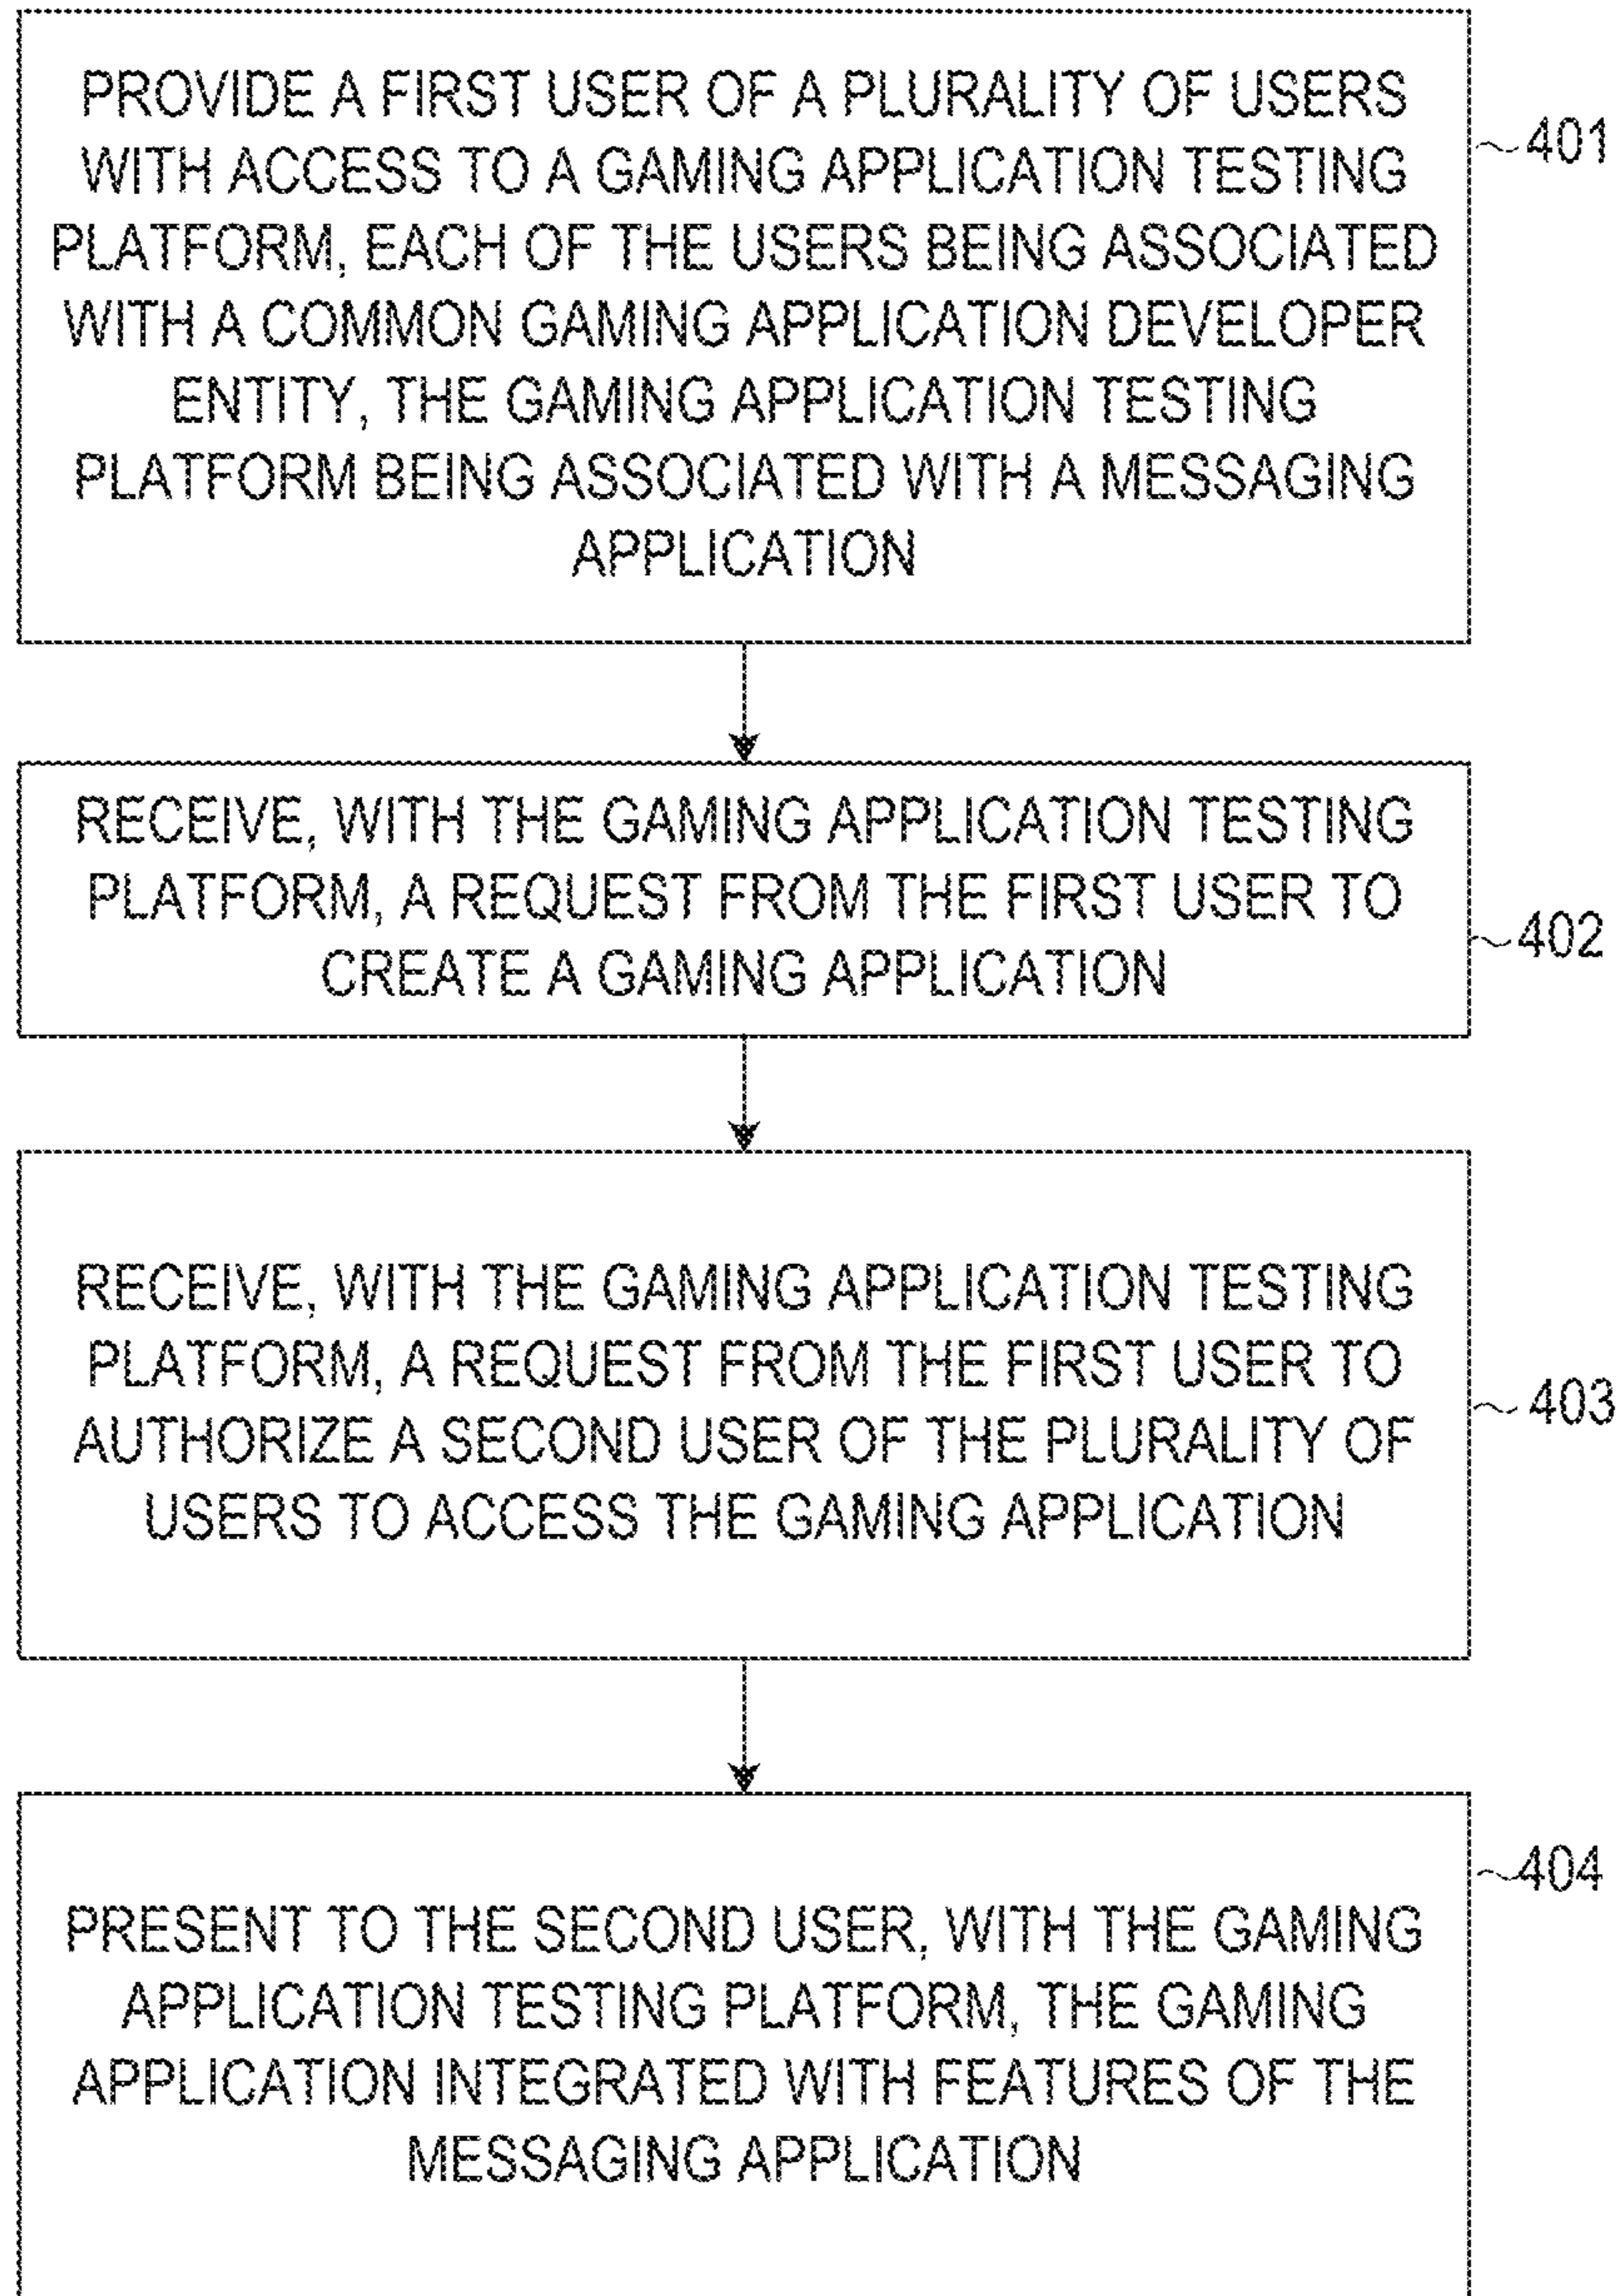 PROVIDE A FIRST USER OF A PLURALITY OF USERS
WITH ACCESS TO A GAMING APPLICATION TESTING
PLATFORM, EACH OF THE USERS BEING ASSOCIATED
WITH A COMMON GAMING APPLICATION DEVELOPER
ENTITY, THE GAMING APPLICATION TESTING
PLATFORM BEING ASSOCIATED WITH A MESSAGING
APPLICATION
401
RECEIVE, WITH THE GAMING APPLICATION TESTING
PLATFORM, A REQUEST FROM THE FIRST USER TO
CREATE A GAMING APPLICATION
402
RECEIVE, WITH THE GAMING APPLICATION TESTING
PLATFORM, A REQUEST FROM THE FIRST USER TO
AUTHORIZE A SECOND USER OF THE PLURALITY OF
USERS TO ACCESS THE GAMING APPLICATION
403
PRESENT TO THE SECOND USER, WITH THE GAMING
APPLICATION TESTING PLATFORM, THE GAMING
APPLICATION INTEGRATED WITH FEATURES OF THE
MESSAGING APPLICATION
404